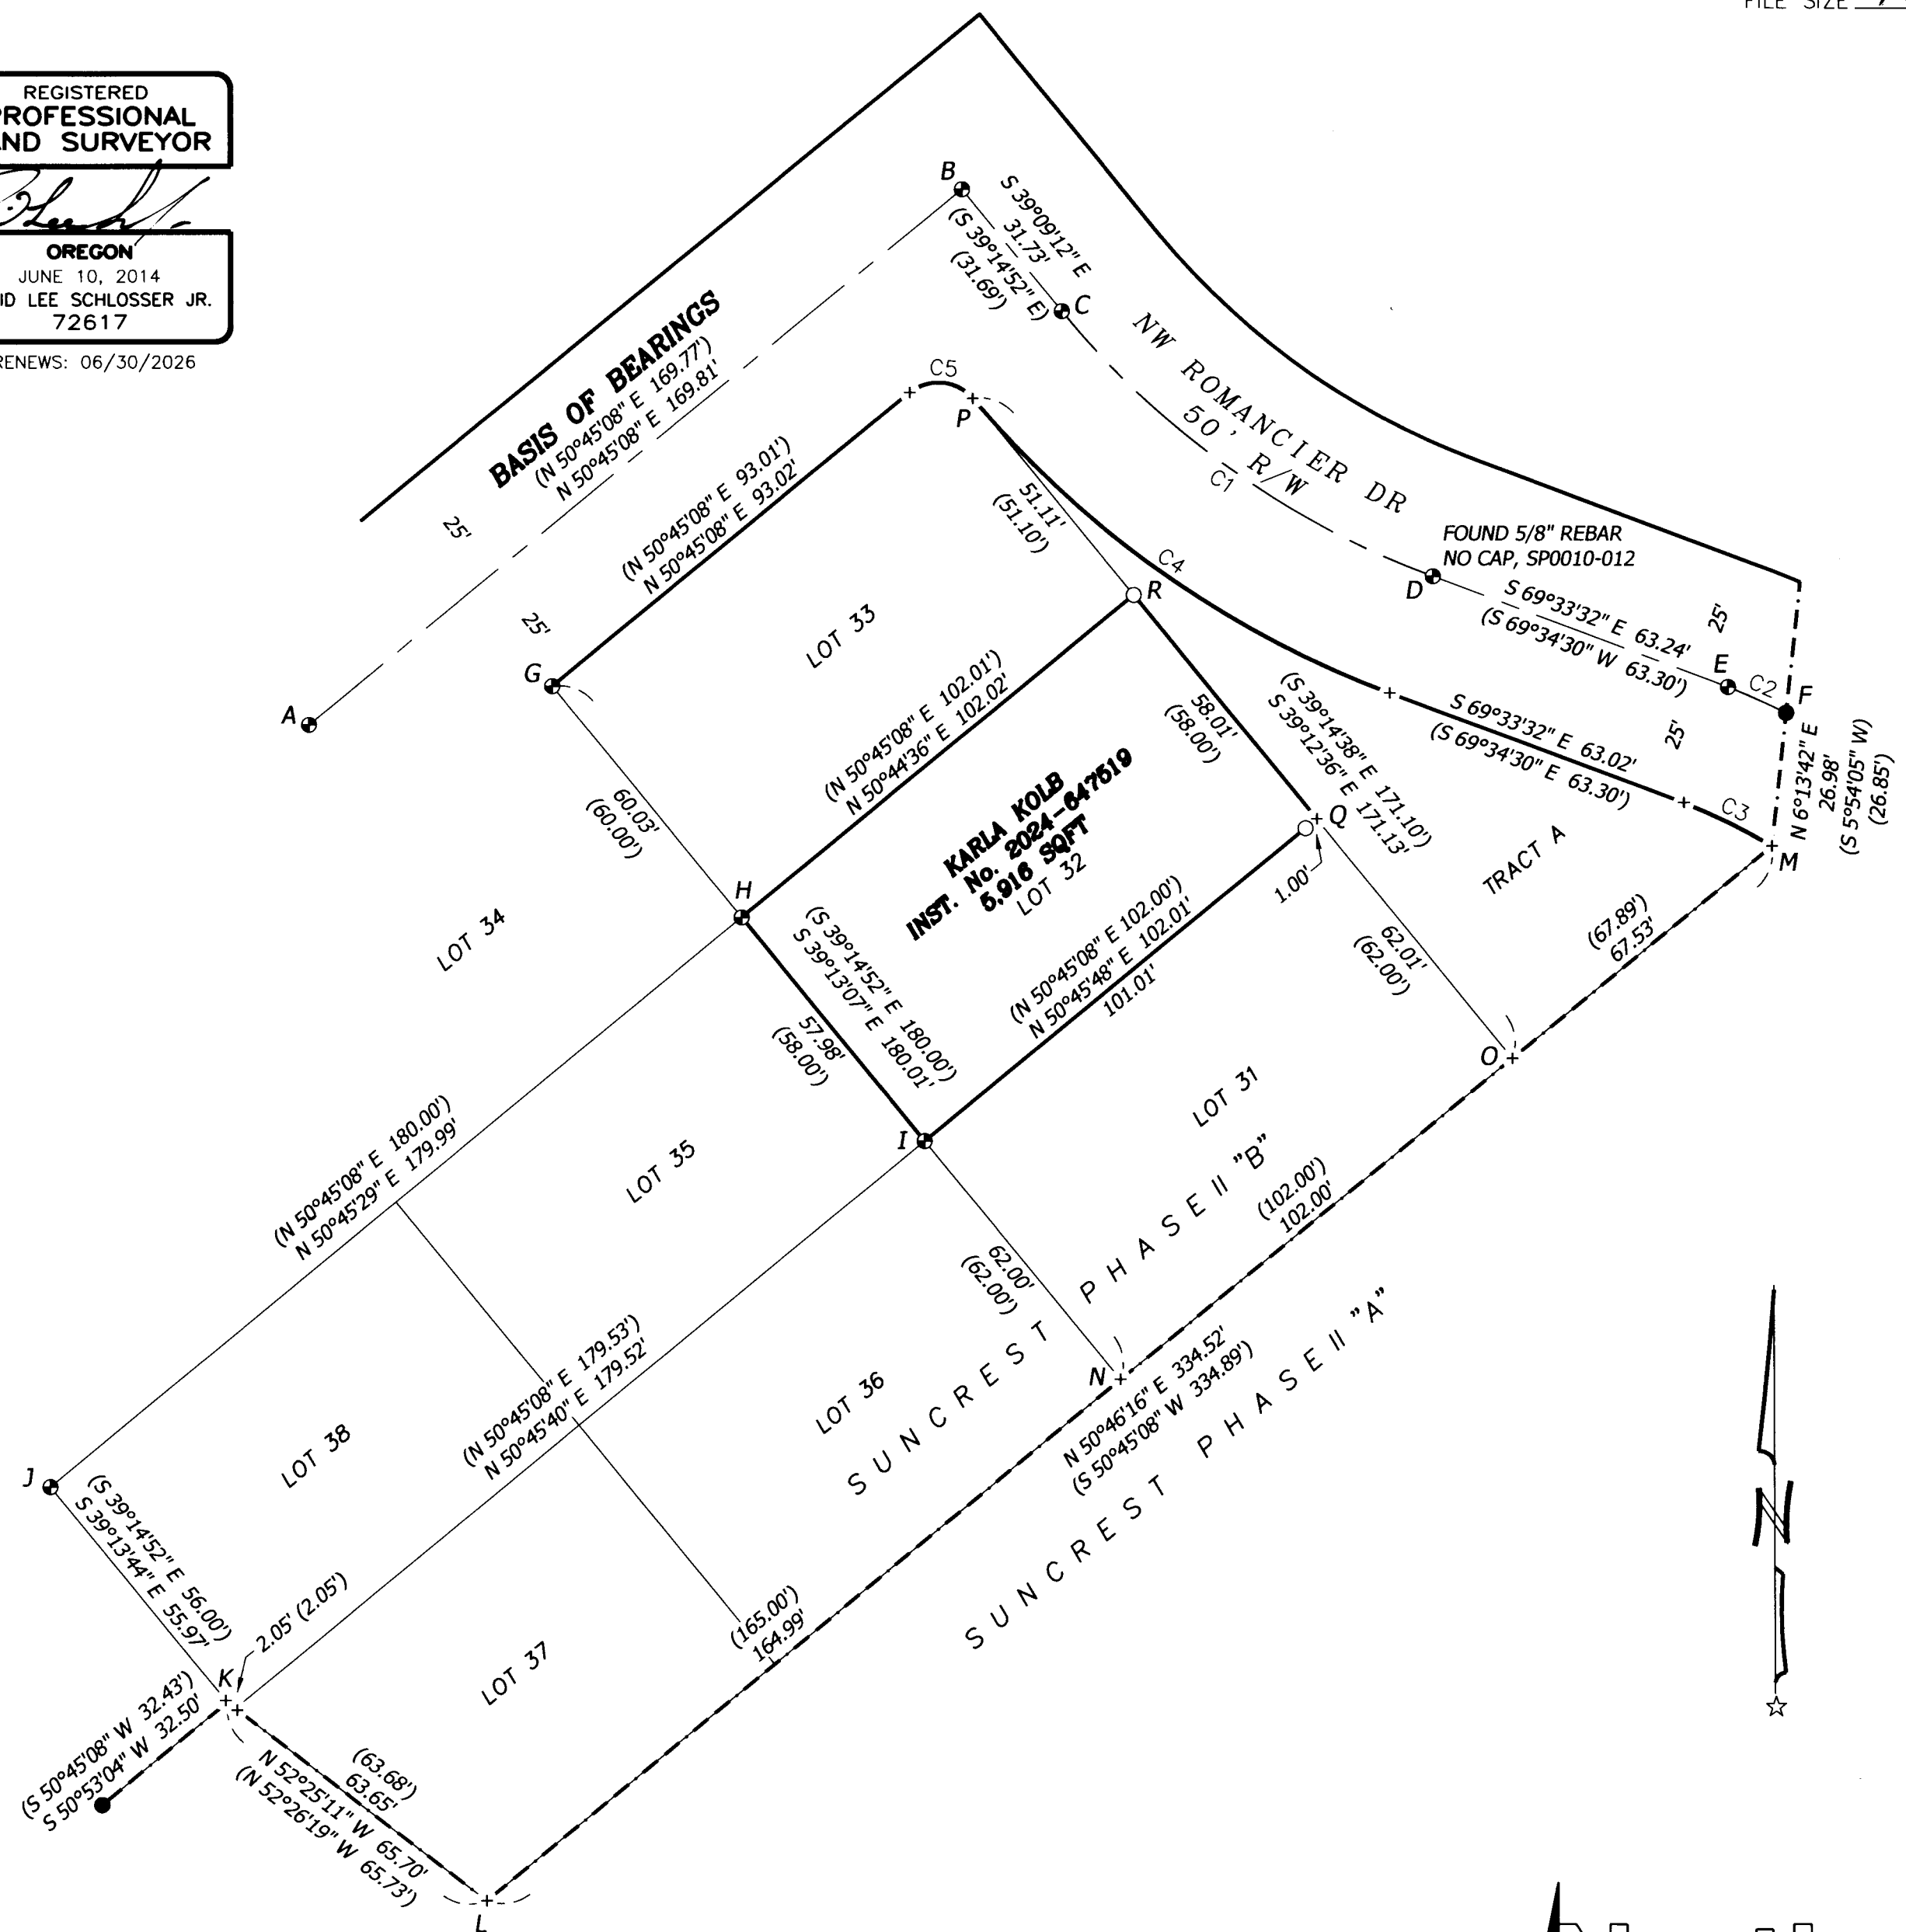 FILE SIZE
REGISTERED
PROFESSIONAL
AND SURVEYOR
OREGON
JUNE 10, 2014
ID LEE SCHLOSSER JR.
72617
RENEWS: 06/30/2026
B
S 39°09'12" E
31.73'
(S 39°14'52" E)
(31.69')
C
NW ROMANCIER DR
50' R/W
C1
BASIS OF BEARINGS
(N 50°45'08" E 169.77')
N 50°45'08" E 169.81'
25'
25'
A
C5
P
(N 50°45'08" E 93.01')
N 50°45'08" E 93.02'
G
51.11'
(51.10')
C4
R
FOUND 5/8" REBAR
NO CAP, SP0010-012
D
S 69°33'32" E 63.24'
(S 69°34'30" W 63.30')
25'
E
C2
F
LOT 33
(N 50°45'08" E 102.01')
N 50°44'36" E 102.02'
60.03'
(60.00')
58.01'
(58.00')
(S 39°14'38" E 171.10')
S 39°12'36" E 171.13'
S 69°33'32" E 63.02'
(S 69°34'30" E 63.30')
25'
C3
M
N 6°13'42" E
26.98'
(S 5°54'05" W)
(26.85')
KARLA KOLB
INST. No. 2024-647519
5,916 SQFT
LOT 32
Q
1.00'
TRACT A
H
LOT 34
(S 39°14'52" E 180.00')
S 39°13'07" E 180.01'
57.98'
(58.00')
(N 50°45'08" E 102.00')
N 50°45'48" E 102.01'
101.01'
62.01'
(62.00')
(67.89')
67.53'
O
I
LOT 31
LOT 35
(N 50°45'08" E 180.00')
N 50°45'29" E 179.99'
62.00'
(62.00')
(102.00')
102.00'
SUNCREST PHASE II "B"
N
N 50°46'16" E 334.52'
(S 50°45'08" W 334.89')
SUNCREST PHASE II "A"
LOT 36
(N 50°45'08" E 179.53')
N 50°45'40" E 179.52'
LOT 38
J
(S 39°14'52" E 56.00')
S 39°13'44" E 55.97'
2.05' (2.05')
K
(S 50°45'08" W 32.43')
S 50°53'04" W 32.50'
(63.68')
63.65'
N 52°25'11" W 65.70'
(N 52°26'19" W 65.73')
LOT 37
(165.00')
164.99'
L
N